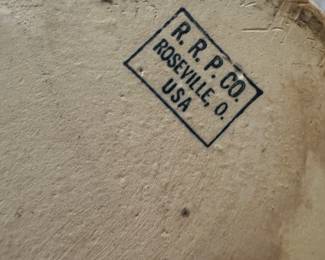 R. R. P. CO.
ROSEVILLE, O.
USA